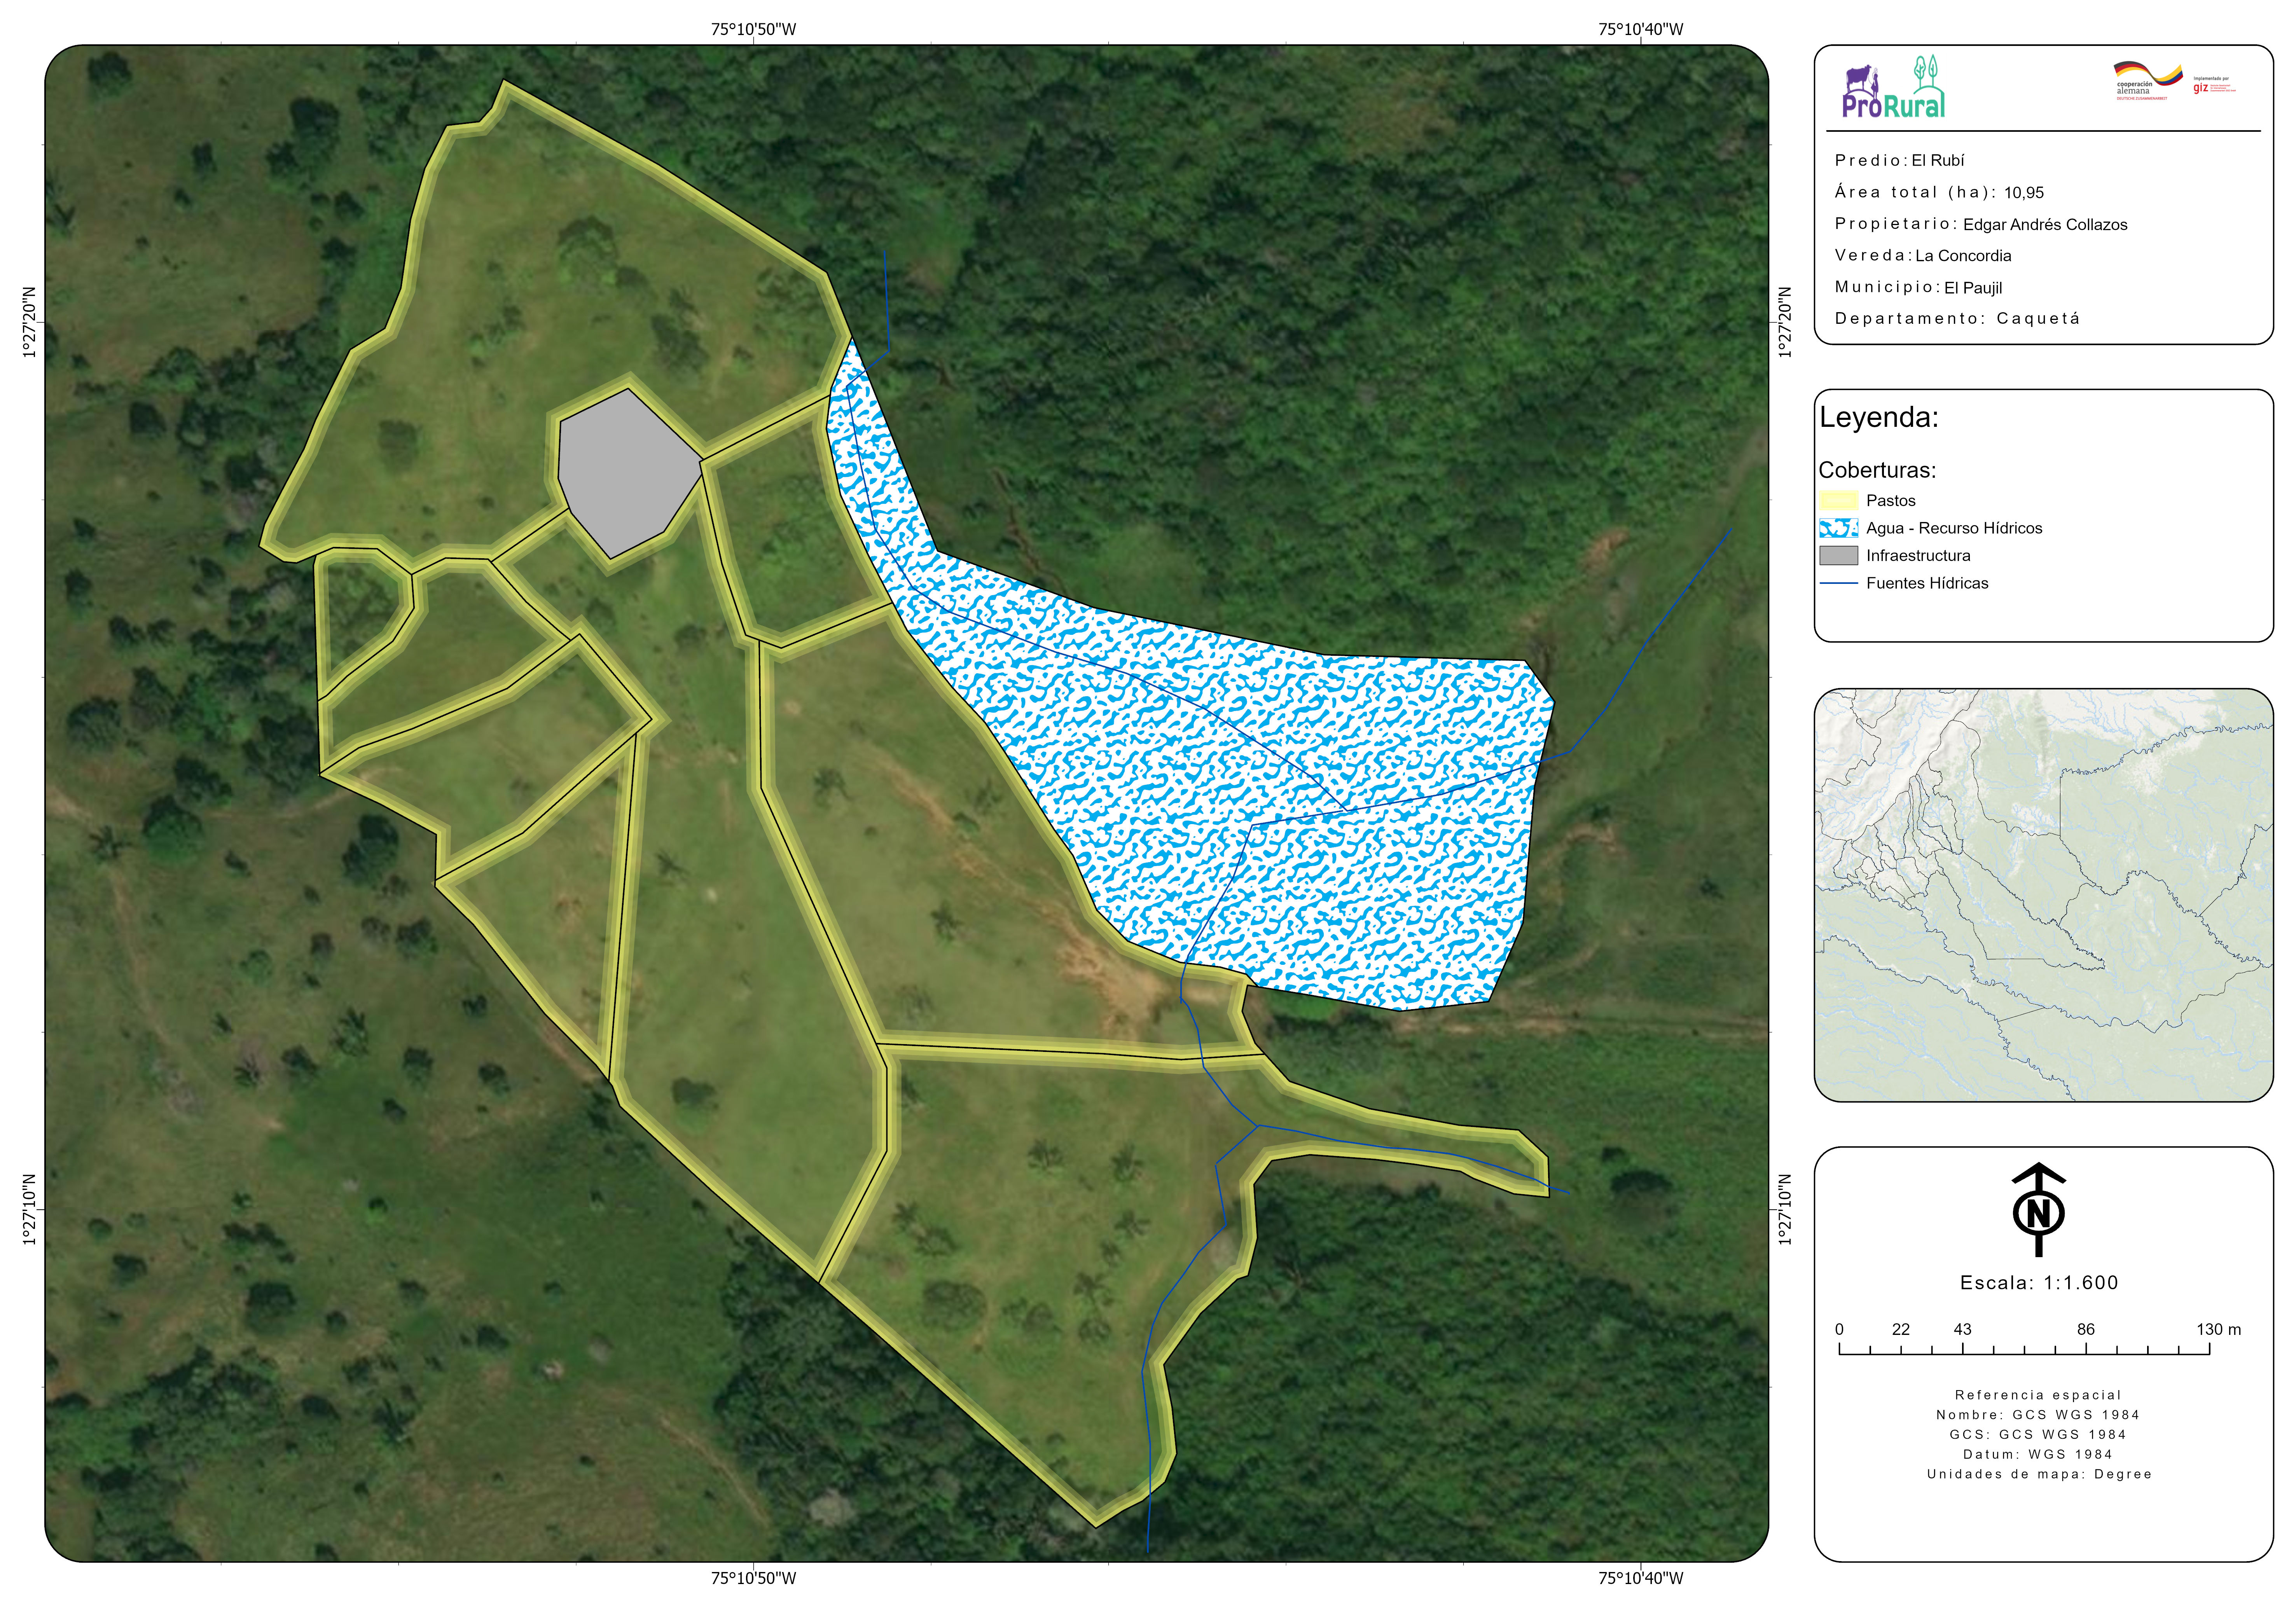 75°10'50"W
75°10'40"W
1°27'20"N
1°27'10"N
1°27'20"N
1°27'10"N
75°10'50"W
75°10'40"W
ProRural
cooperación
alemana
DEUTSCHE ZUSAMMENARBEIT
Implementada por
giz
Predio: El Rubí
Área total (ha): 10,95
Propietario: Edgar Andrés Collazos
Vereda: La Concordia
Municipio: El Paujil
Departamento: Caquetá
Leyenda:
Coberturas:
Pastos
Agua - Recurso Hídricos
Infraestructura
Fuentes Hídricas
N
Escala: 1:1.600
0 22 43 86 130 m
Referencia espacial
Nombre: GCS WGS 1984
GCS: GCS WGS 1984
Datum: WGS 1984
Unidades de mapa: Degree